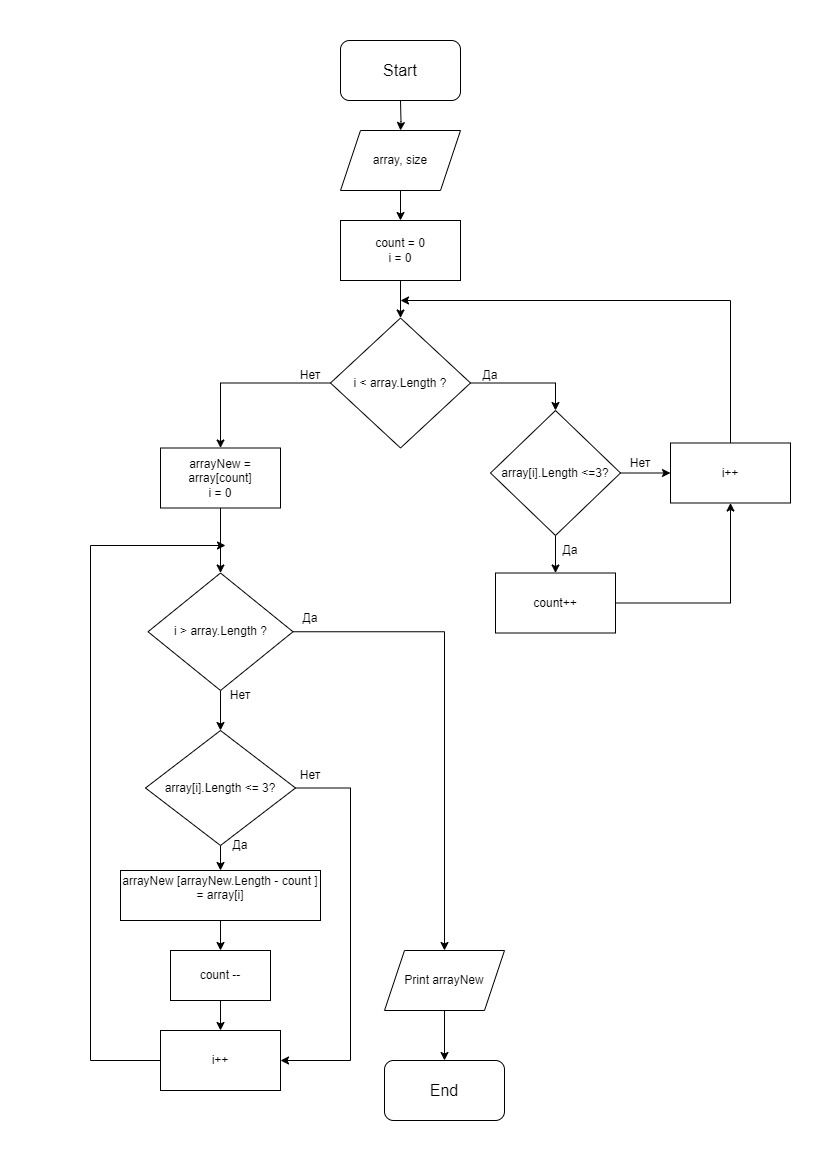 Start
array, size
count = 0
i = 0
i < array.Length ?
Нет
Да
arrayNew =
array[count]
i = 0
array[i].Length <=3?
Нет
i++
Да
count++
i > array.Length ?
Да
Нет
array[i].Length <= 3?
Нет
Да
arrayNew [arrayNew.Length - count ]
= array[i]
count --
i++
Print arrayNew
End